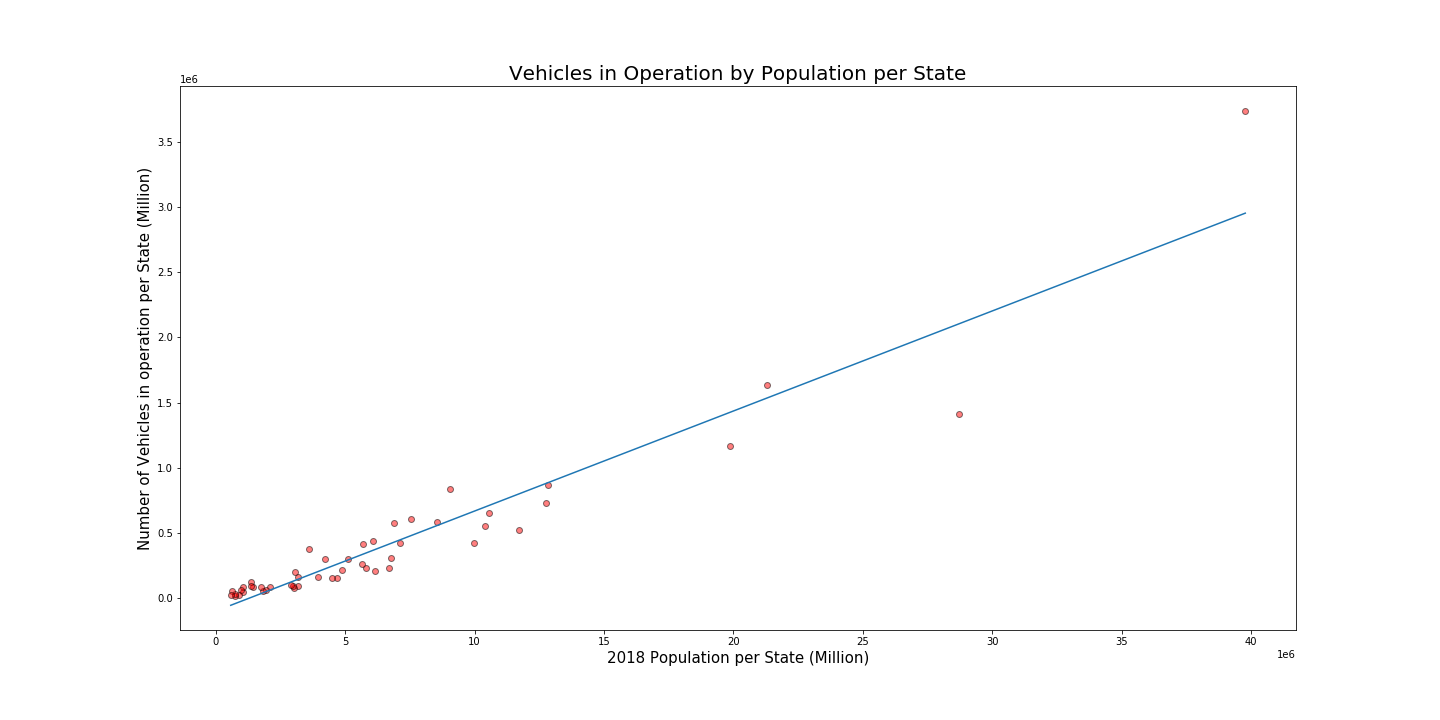 Vehicles in Operation by Population per State
1e6
Number of Vehicles in operation per State (Million)
3.5
3.0
2.5
2.0
1.5
1.0
0.5
0.0
0 5 10 15 20 25 30 35 40
1e6
2018 Population per State (Million)